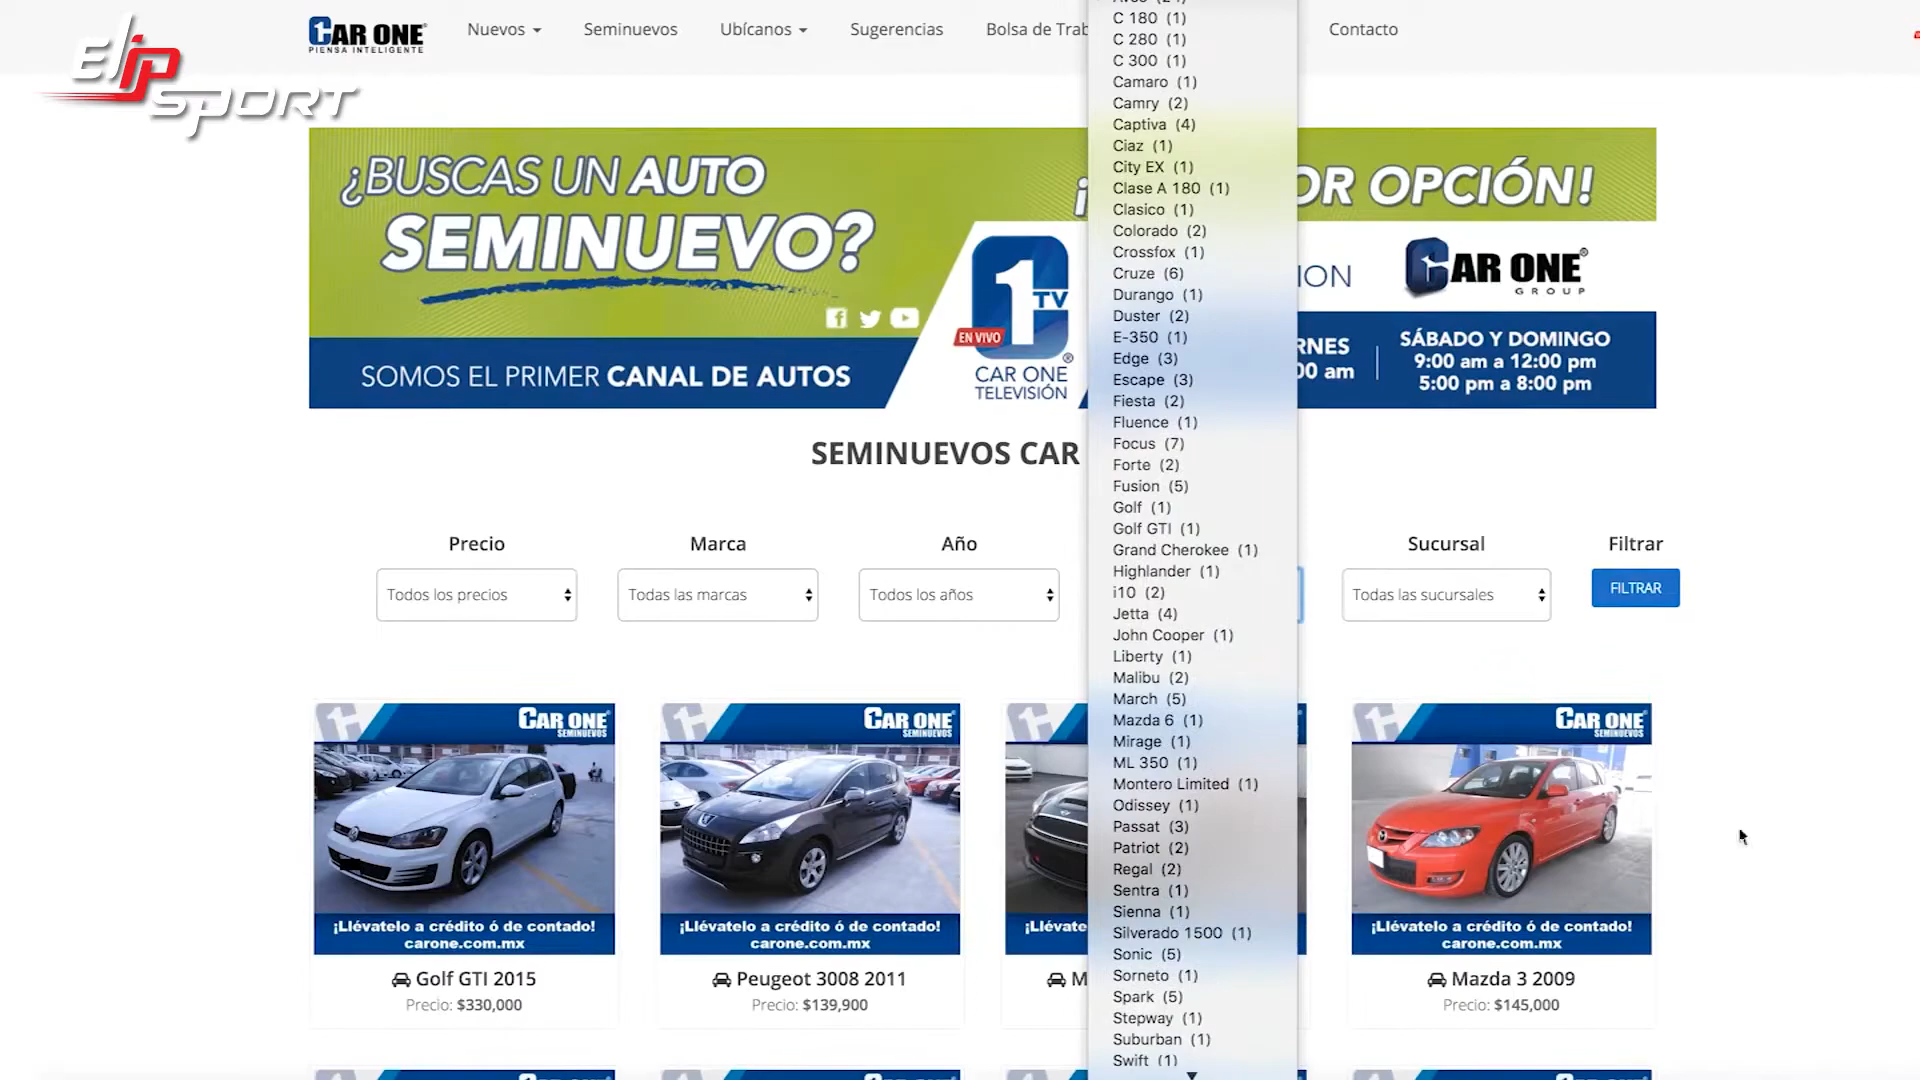 Elip
SPORT
CAR ONE
PIENSA INTELIGENTE
Nuevos
Seminuevos
Ubícanos
Sugerencias
Bolsa de Trab
Contacto
¿BUSCAS UN AUTO
SEMINUEVO?
SOMOS EL PRIMER CANAL DE AUTOS
1 TV
EN VIVO
CAR ONE
TELEVISIÓN
OR OPCIÓN!
ION
CAR ONE
GROUP
RNES
00 am
SÁBADO Y DOMINGO
9:00 am a 12:00 pm
5:00 pm a 8:00 pm
SEMINUEVOS CAR
Precio
Marca
Año
Sucursal
Filtrar
Todos los precios
Todas las marcas
Todos los años
Todas las sucursales
FILTRAR
C 180 (1)
C 280 (1)
C 300 (1)
Camaro (1)
Camry (2)
Captiva (4)
Ciaz (1)
City EX (1)
Clase A 180 (1)
Clasico (1)
Colorado (2)
Crossfox (1)
Cruze (6)
Durango (1)
Duster (2)
E-350 (1)
Edge (3)
Escape (3)
Fiesta (2)
Fluence (1)
Focus (7)
Forte (2)
Fusion (5)
Golf (1)
Golf GTI (1)
Grand Cherokee (1)
Highlander (1)
i10 (2)
Jetta (4)
John Cooper (1)
Liberty (1)
Malibu (2)
March (5)
Mazda 6 (1)
Mirage (1)
ML 350 (1)
Montero Limited (1)
Odissey (1)
Passat (3)
Patriot (2)
Regal (2)
Sentra (1)
Sienna (1)
Silverado 1500 (1)
Sonic (5)
Sorneto (1)
Spark (5)
Stepway (1)
Suburban (1)
Swift (1)
CAR ONE
SEMINUEVOS
¡Llévatelo a crédito ó de contado!
carone.com.mx
Golf GTI 2015
Precio: $330,000
CAR ONE
SEMINUEVOS
¡Llévatelo a crédito ó de contado!
carone.com.mx
Peugeot 3008 2011
Precio: $139,900
¡Lléva
M
CAR ONE
SEMINUEVOS
¡Llévatelo a crédito ó de contado!
carone.com.mx
Mazda 3 2009
Precio: $145,000